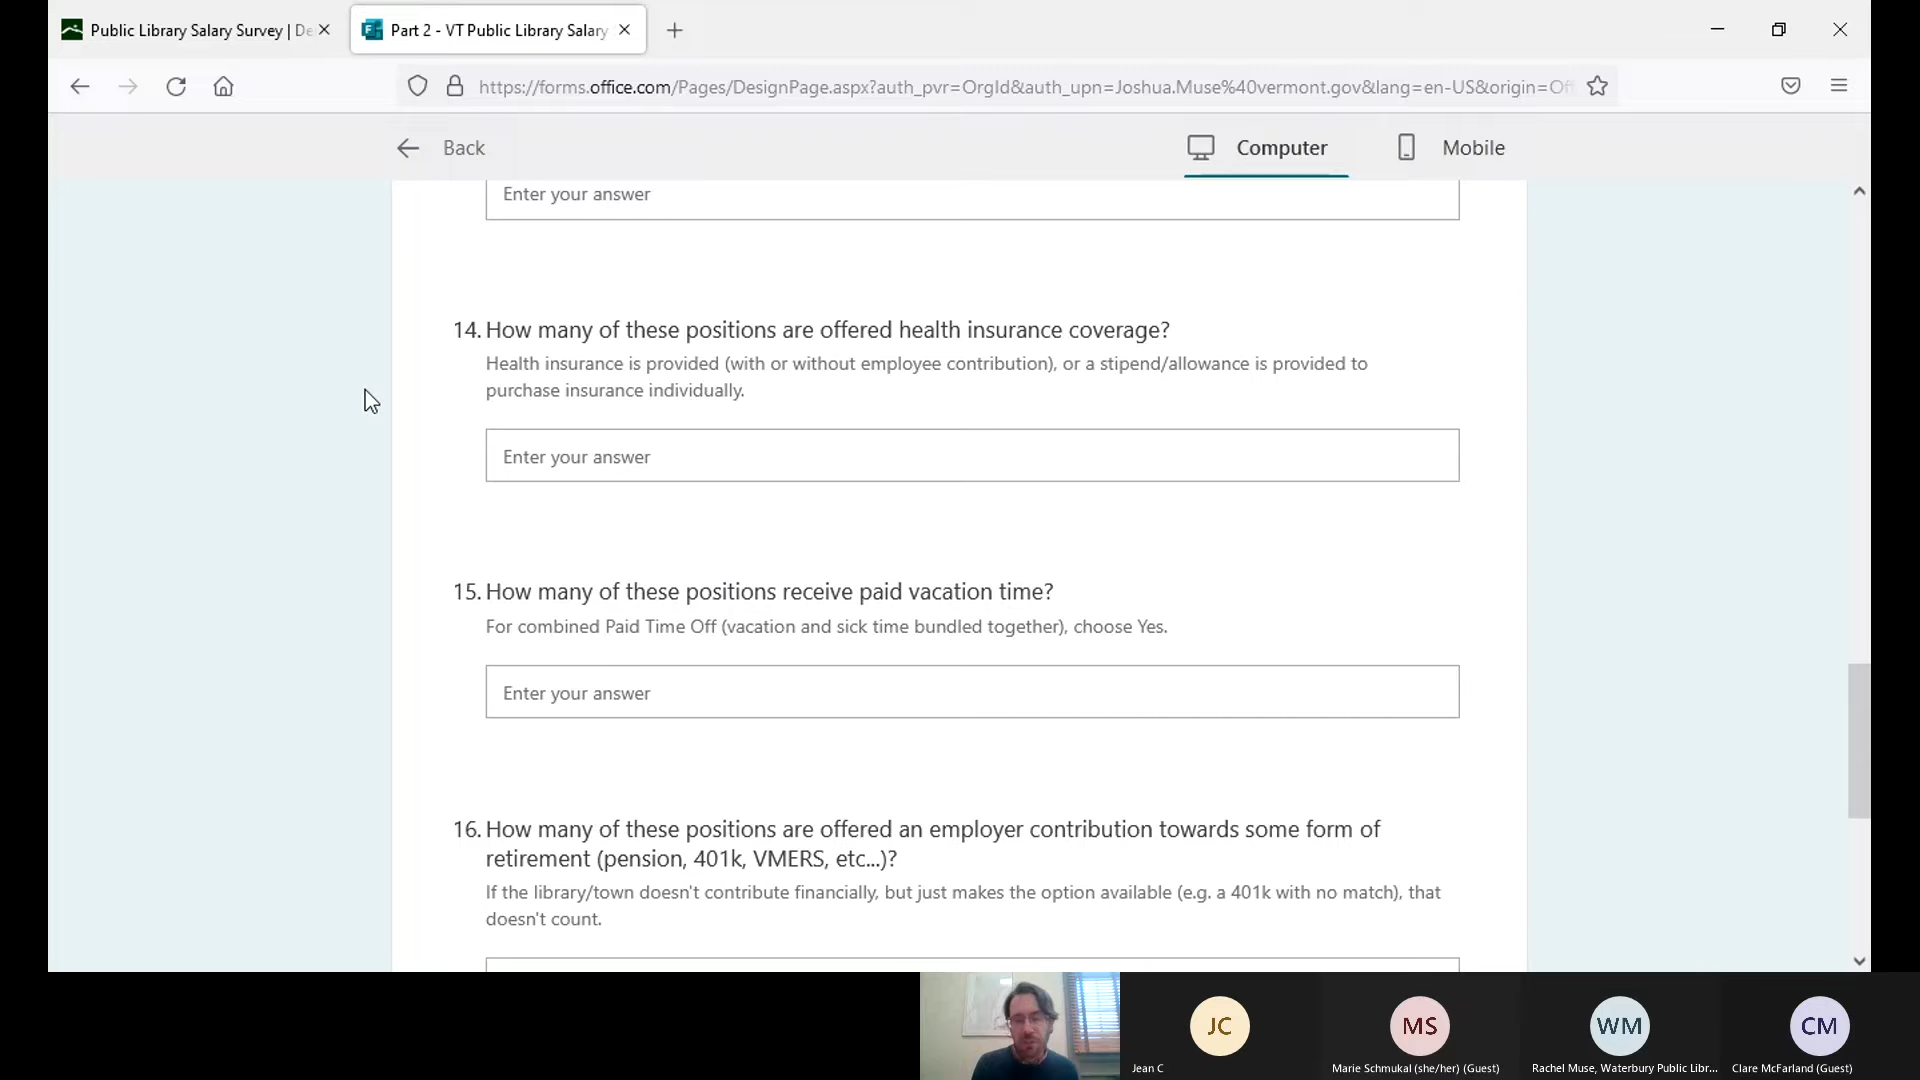 Public Library Salary Survey | De
Part 2 - VT Public Library Salary
https://forms.office.com/Pages/DesignPage.aspx?auth_pvr=OrgId&auth_upn=Joshua.Muse%40vermont.gov&lang=en-US&origin=Of
Back
Computer
Mobile
Enter your answer
14. How many of these positions are offered health insurance coverage?
Health insurance is provided (with or without employee contribution), or a stipend/allowance is provided to
purchase insurance individually.
Enter your answer
15. How many of these positions receive paid vacation time?
For combined Paid Time Off (vacation and sick time bundled together), choose Yes.
Enter your answer
16. How many of these positions are offered an employer contribution towards some form of
retirement (pension, 401k, VMERS, etc...)?
If the library/town doesn't contribute financially, but just makes the option available (e.g. a 401k with no match), that
doesn't count.
JC
MS
WM
CM
Jean C
Marie Schmukal (she/her) (Guest)
Rachel Muse, Waterbury Public Libr...
Clare McFarland (Guest)